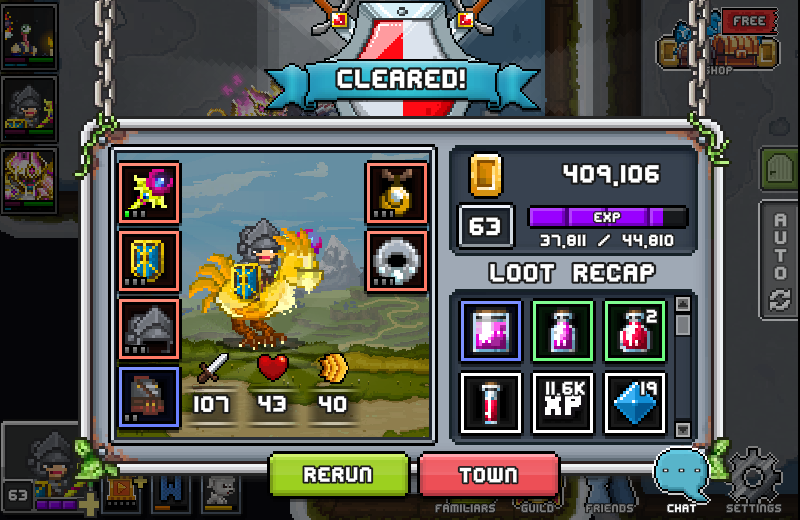 FREE
SHOP
CLEARED!
409,106
63
EXP
37,811 / 44,810
LOOT RECAP
2
11.6K
XP
19
107 43 40
AUTO
RERUN TOWN
63
FAMILIARS GUILD FRIENDS CHAT SETTINGS